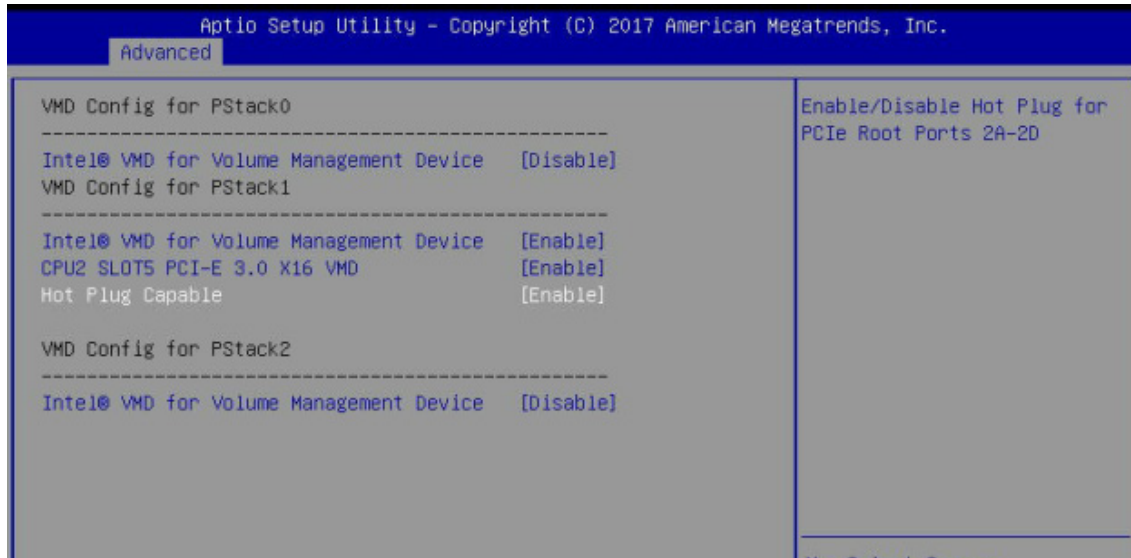 Aptio Setup Utility – Copyright (C) 2017 American Megatrends, Inc.
Advanced
VMD Config for PStack0
--------------------------------------------------
Intel® VMD for Volume Management Device [Disable]
VMD Config for PStack1
--------------------------------------------------
Intel® VMD for Volume Management Device [Enable]
CPU2 SLOT5 PCI-E 3.0 X16 VMD [Enable]
Hot Plug Capable [Enable]
VMD Config for PStack2
--------------------------------------------------
Intel® VMD for Volume Management Device [Disable]
Enable/Disable Hot Plug for
PCIe Root Ports 2A-2D